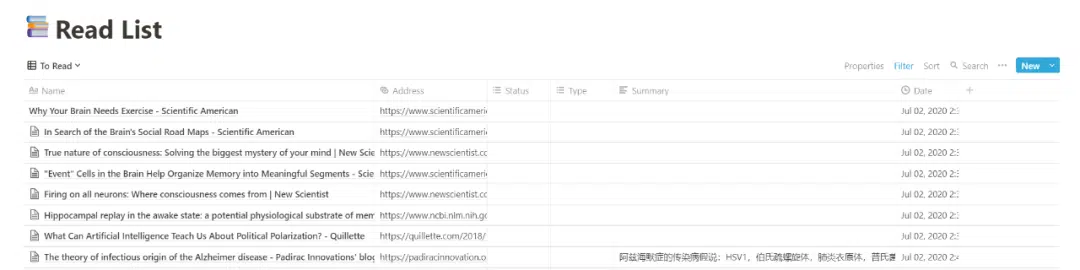 Read List
To Read
Properties Filter Sort Search ··· New
Name Address Status Type Summary Date +
Why Your Brain Needs Exercise - Scientific American https://www.scientificameri Jul 02, 2020 2:3
In Search of the Brain's Social Road Maps - Scientific American https://www.scientificameri Jul 02, 2020 2:3
True nature of consciousness: Solving the biggest mystery of your mind | New Scie https://www.newscientist.co Jul 02, 2020 2:3
"Event" Cells in the Brain Help Organize Memory into Meaningful Segments - Scie https://www.scientificameri Jul 02, 2020 2:3
Firing on all neurons: Where consciousness comes from | New Scientist https://www.newscientist.co Jul 02, 2020 2:3
Hippocampal replay in the awake state: a potential physiological substrate of mem https://www.ncbi.nlm.nih.go Jul 02, 2020 2:3
What Can Artificial Intelligence Teach Us About Political Polarization? - Quillette https://quillette.com/2018/ Jul 02, 2020 2:3
The theory of infectious origin of the Alzheimer disease - Padirac Innovations' blog https://padiracinnovation.o 阿兹海默症的传染病假说：HSV1，伯氏疏螺旋体、肺炎衣原体，普氏 Jul 02, 2020 2:4